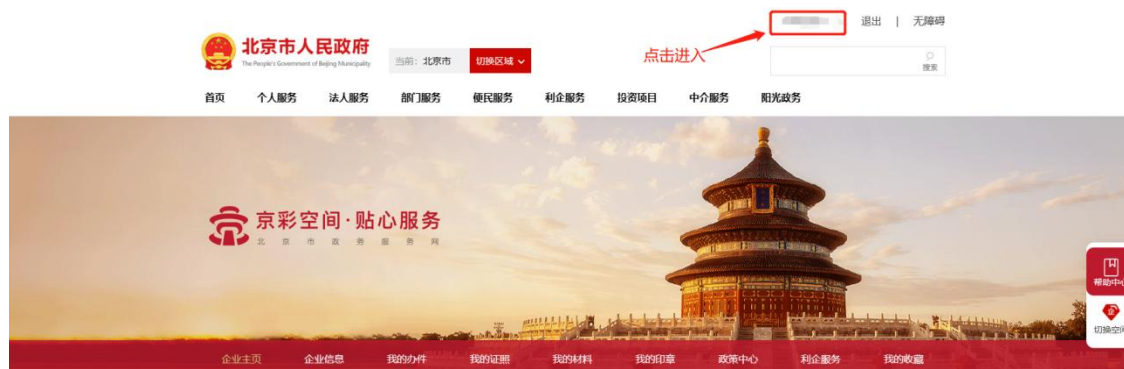 退出 | 无障碍
北京市人民政府
The People's Government of Beijing Municipality
当前：北京市
切换区域
点击进入
搜索
首页 个人服务 法人服务 部门服务 便民服务 利企服务 投资项目 中介服务 阳光政务
京彩空间·贴心服务
北京市政务服务网
帮助中心
企
切换空间
企业主页 企业信息 我的办件 我的证照 我的材料 我的印章 政策中心 利企服务 我的收藏